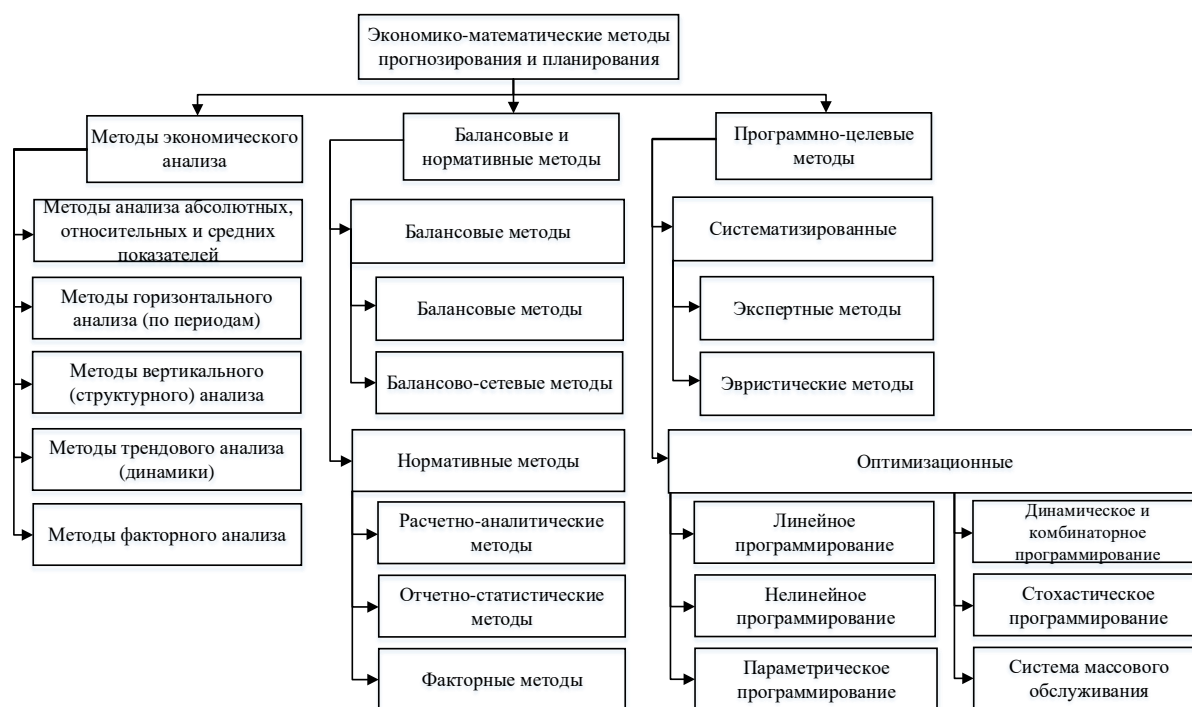 Экономико-математические методы
прогнозирования и планирования
Методы экономического
анализа
Методы анализа абсолютных,
относительных и средних
показателей
Методы горизонтального
анализа (по периодам)
Методы вертикального
(структурного) анализа
Методы трендового анализа
(динамики)
Методы факторного анализа
Балансовые и
нормативные методы
Балансовые методы
Балансовые методы
Балансово-сетевые методы
Нормативные методы
Расчетно-аналитические
методы
Отчетно-статистические
методы
Факторные методы
Программно-целевые
методы
Систематизированные
Экспертные методы
Эвристические методы
Оптимизационные
Линейное
программирование
Нелинейное
программирование
Параметрическое
программирование
Динамическое и
комбинаторное
программирование
Стохастическое
программирование
Система массового
обслуживания